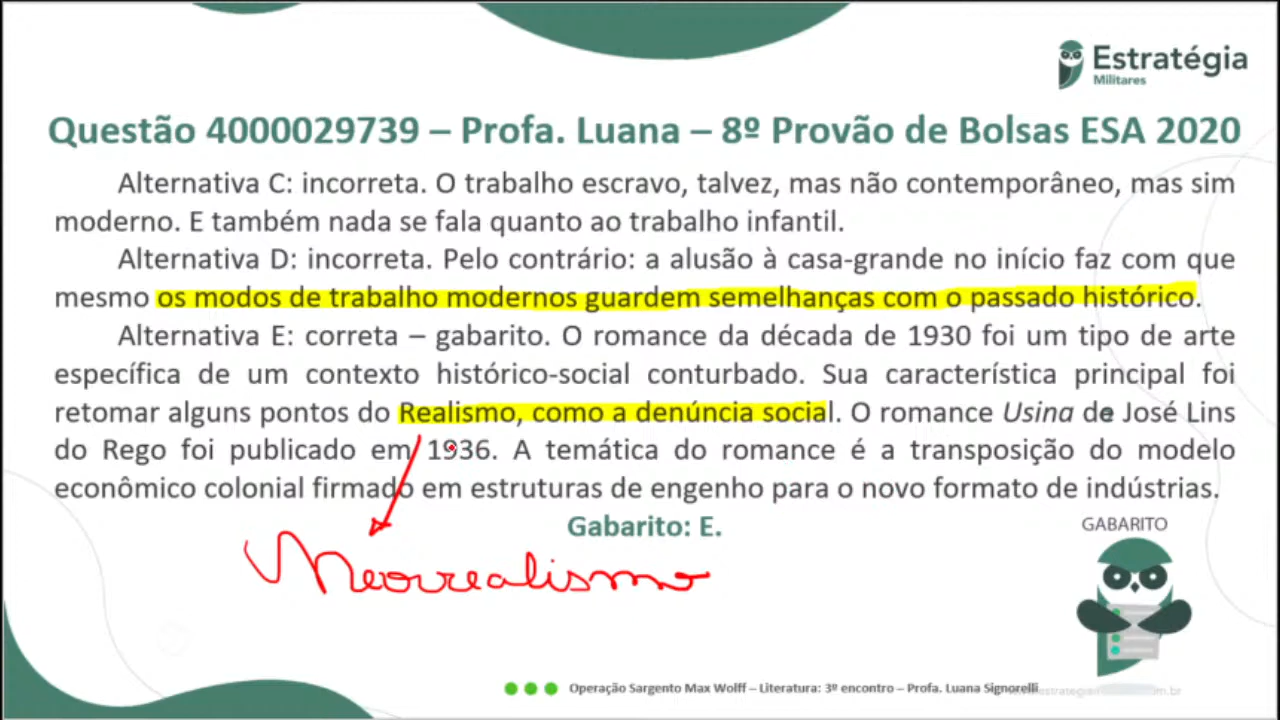 Estratégia
Militares
Questão 4000029739 – Profa. Luana – 8º Provão de Bolsas ESA 2020
Alternativa C: incorreta. O trabalho escravo, talvez, mas não contemporâneo, mas sim
moderno. E também nada se fala quanto ao trabalho infantil.
Alternativa D: incorreta. Pelo contrário: a alusão à casa-grande no início faz com que
mesmo os modos de trabalho modernos guardem semelhanças com o passado histórico.
Alternativa E: correta – gabarito. O romance da década de 1930 foi um tipo de arte
específica de um contexto histórico-social conturbado. Sua característica principal foi
retomar alguns pontos do Realismo, como a denúncia social. O romance Usina de José Lins
do Rego foi publicado em 1936. A temática do romance é a transposição do modelo
econômico colonial firmado em estruturas de engenho para o novo formato de indústrias.
Gabarito: E.
GABARITO
Neorrealismo
Operação Sargento Max Wolff – Literatura: 3º encontro – Profa. Luana Signorelli